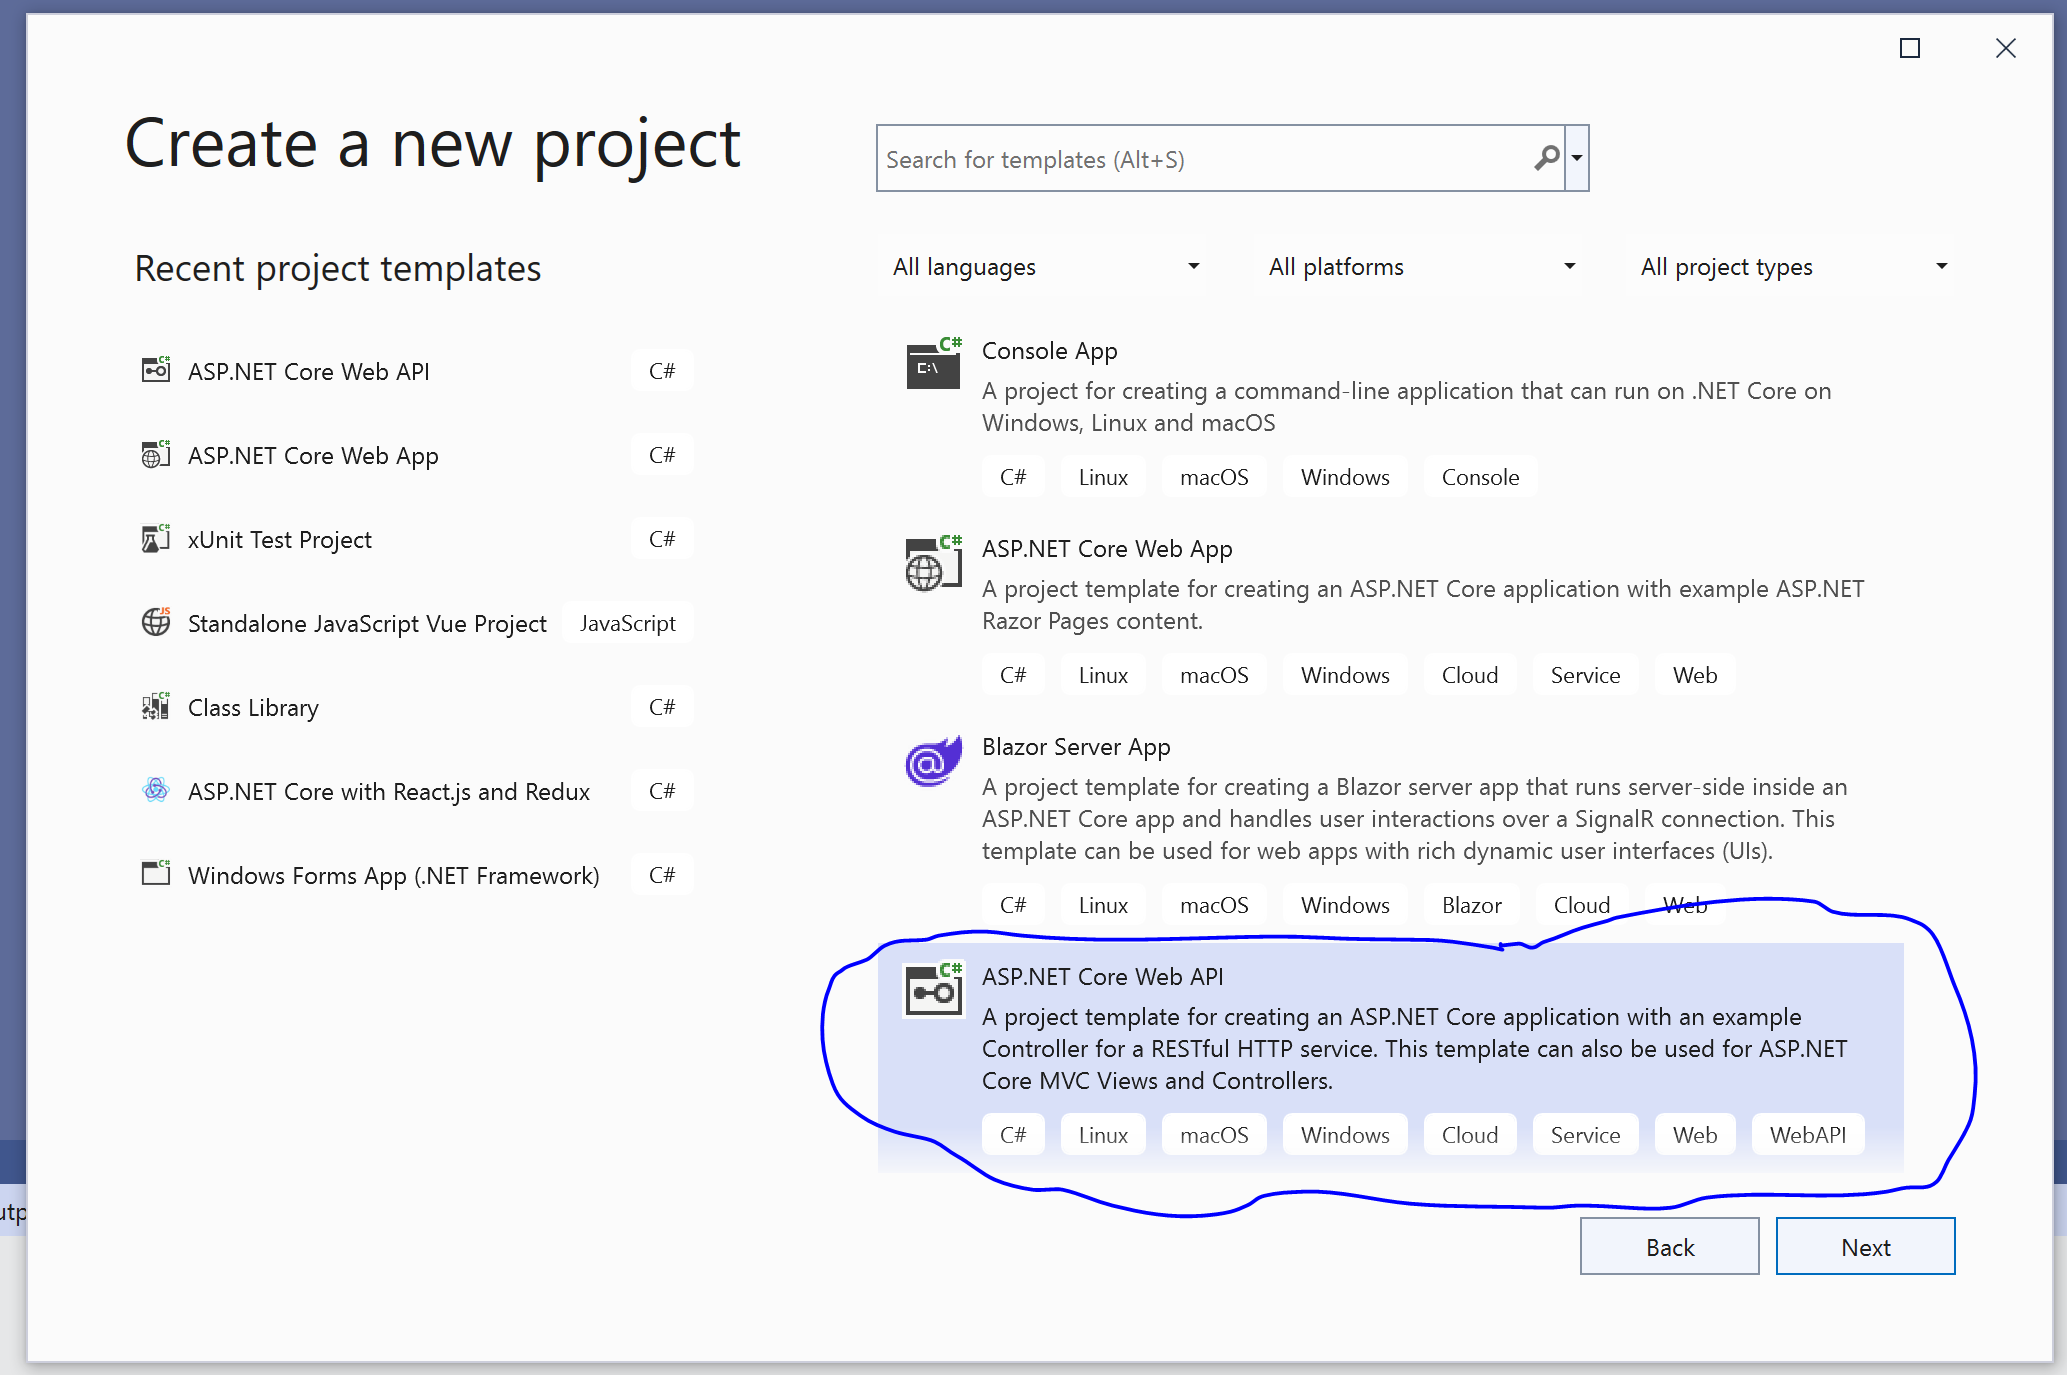 Create a new project
Search for templates (Alt+S)
Recent project templates
All languages
All platforms
All project types
ASP.NET Core Web API C#
ASP.NET Core Web App C#
xUnit Test Project C#
Standalone JavaScript Vue Project JavaScript
Class Library C#
ASP.NET Core with React.js and Redux C#
Windows Forms App (.NET Framework) C#
Console App
A project for creating a command-line application that can run on .NET Core on
Windows, Linux and macOS
C# Linux macOS Windows Console
ASP.NET Core Web App
A project template for creating an ASP.NET Core application with example ASP.NET
Razor Pages content.
C# Linux macOS Windows Cloud Service Web
Blazor Server App
A project template for creating a Blazor server app that runs server-side inside an
ASP.NET Core app and handles user interactions over a SignalR connection. This
template can be used for web apps with rich dynamic user interfaces (UIs).
C# Linux macOS Windows Blazor Cloud Web
ASP.NET Core Web API
A project template for creating an ASP.NET Core application with an example
Controller for a RESTful HTTP service. This template can also be used for ASP.NET
Core MVC Views and Controllers.
C# Linux macOS Windows Cloud Service Web WebAPI
utp
Back
Next